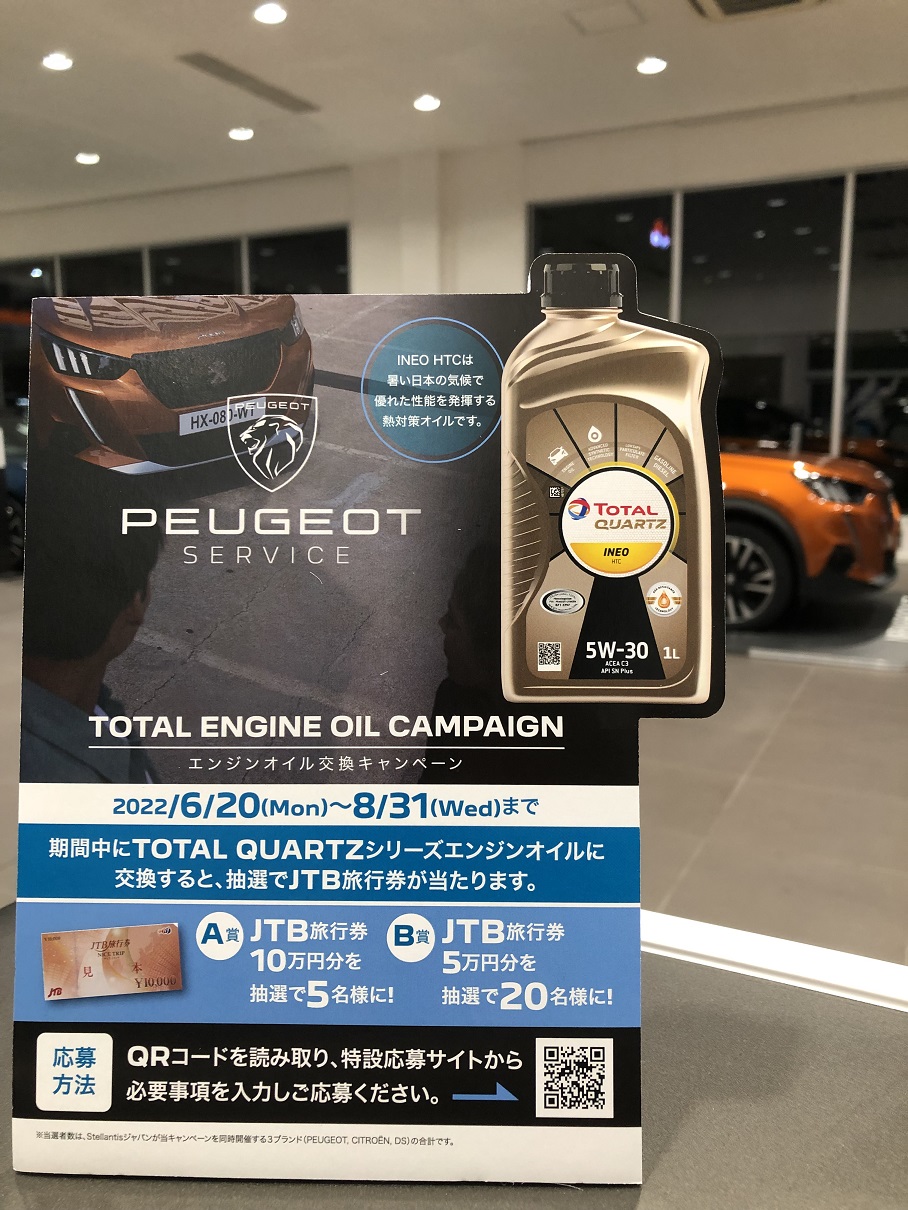 INEO HTCは
暑い日本の気候で
優れた性能を発揮する
熱対策オイルです。
HX-080-WT
PEUGEOT
PEUGEOT
SERVICE
ENGINE OIL
ADVANCED SYNTHETIC TECHNOLOGY
LOW SAPS PARTICULATE FILTER
GASOLINE DIESEL
TOTAL
QUARTZ
INEO
HTC
5W-30
1L
ACEA C3
API SN Plus
TOTAL ENGINE OIL CAMPAIGN
エンジンオイル交換キャンペーン
2022/6/20(Mon)〜8/31(Wed)まで
期間中にTOTAL QUARTZシリーズエンジンオイルに
交換すると、抽選でJTB旅行券が当たります。
JTB旅行券
NICE TRIP
見本
¥10,000
JTB
A賞
JTB旅行券
10万円分を
抽選で5名様に!
B賞
JTB旅行券
5万円分を
抽選で20名様に!
応募
方法
QRコードを読み取り、特設応募サイトから
必要事項を入力しご応募ください。
※当選者数は、Stellantisジャパンが当キャンペーンを同時開催する3ブランド(PEUGEOT, CITROËN, DS)の合計です。